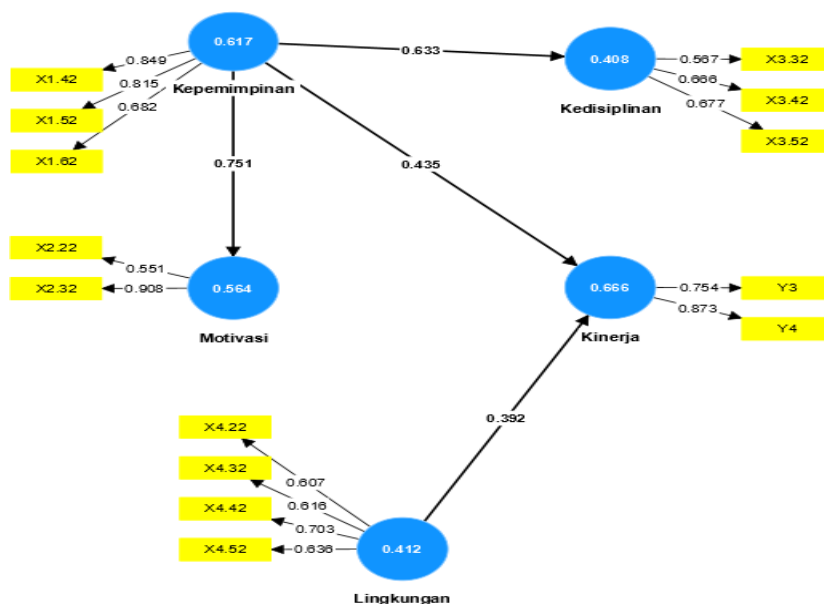 0.617
Kepemimpinan
0.849
0.815
0.682
X1.42
X1.52
X1.62
0.633
0.408
Kedisiplinan
0.567
0.666
0.677
X3.32
X3.42
X3.52
0.751
0.435
X2.22
X2.32
0.551
0.908
0.564
Motivasi
0.666
Kinerja
0.754
0.873
Y3
Y4
0.392
X4.22
X4.32
X4.42
X4.52
0.607
0.616
0.703
0.636
0.412
Lingkungan